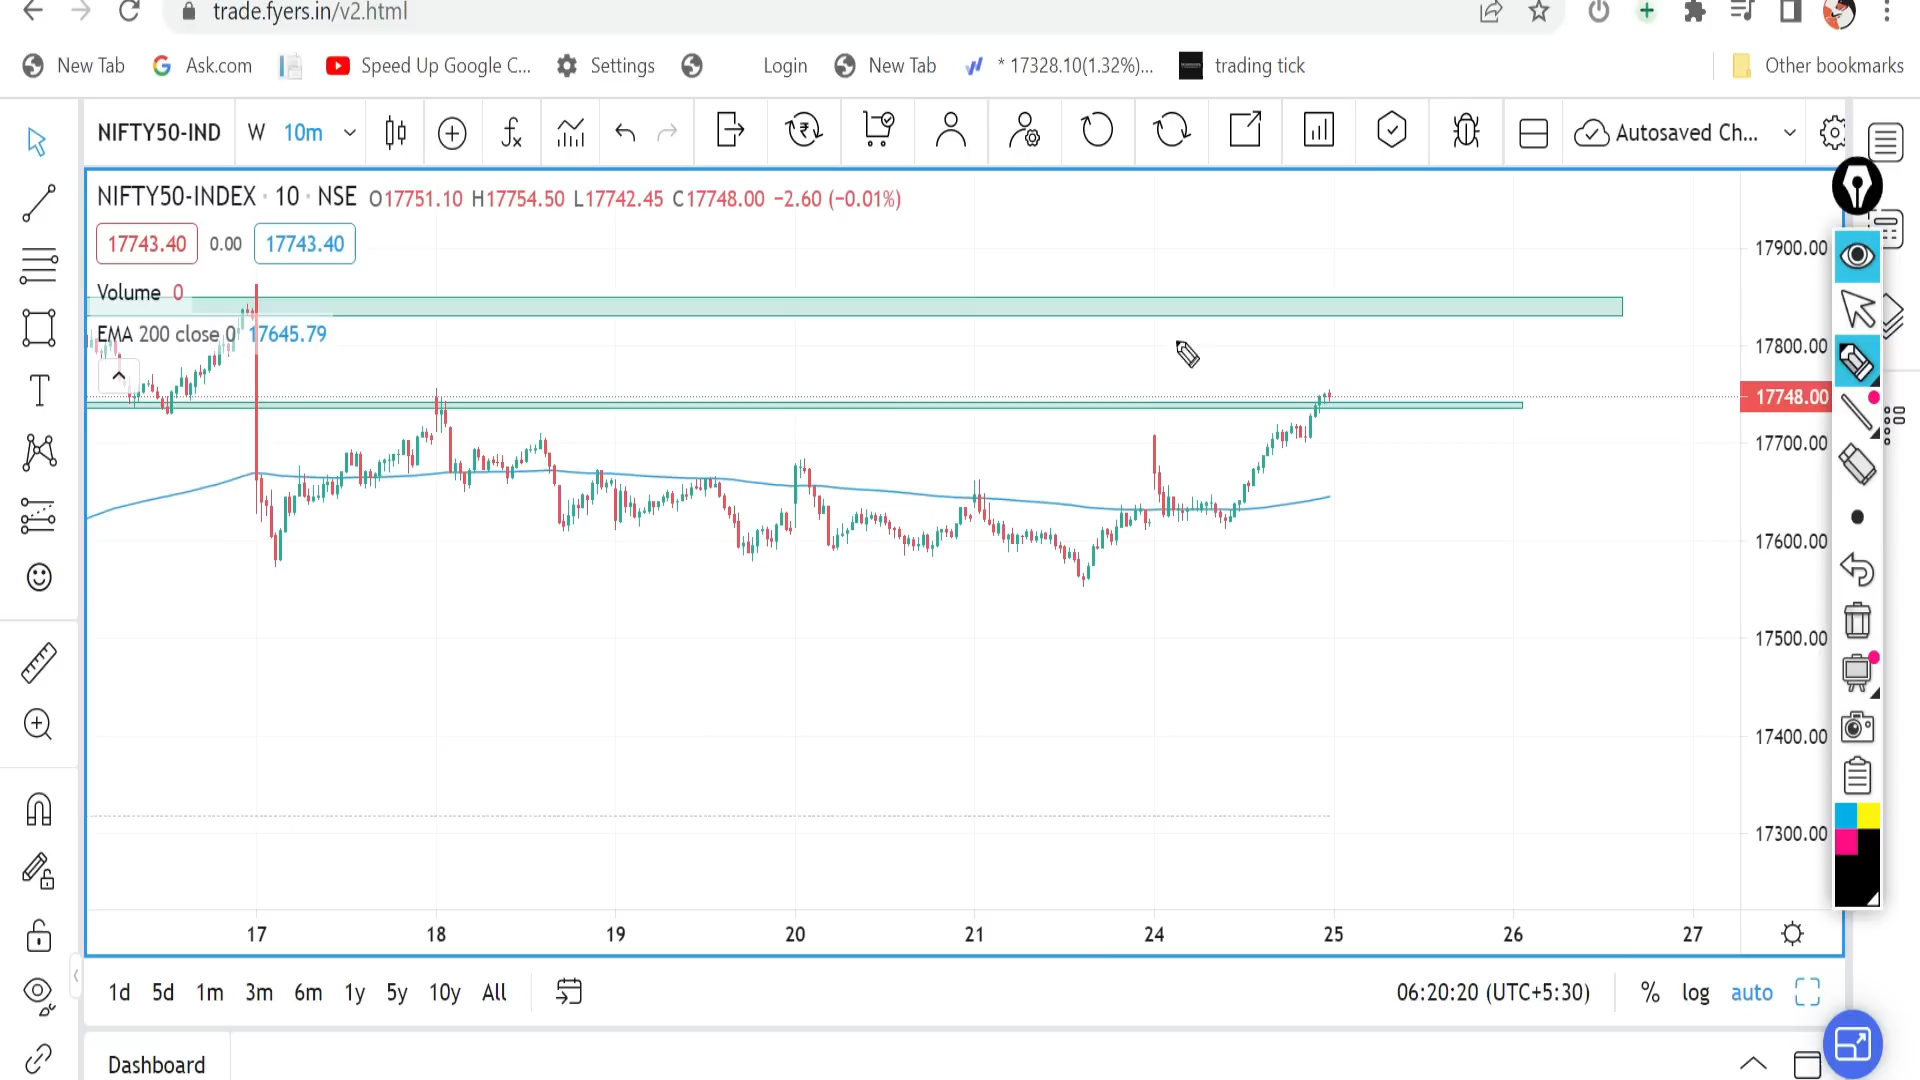 trade.fyers.in/v2.html
New Tab Ask.com Speed Up Google C... Settings Login New Tab * 17328.10(1.32%)... trading tick Other bookmarks
NIFTY50-IND W 10m Autosaved Ch...
NIFTY50-INDEX · 10 · NSE O17751.10 H17754.50 L17742.45 C17748.00 −2.60 (−0.01%)
17743.40 0.00 17743.40
Volume 0
EMA 200 close 0 17645.79
17900.00
17800.00
17748.00
17700.00
17600.00
17500.00
17400.00
17300.00
17 18 19 20 21 24 25 26 27
1d 5d 1m 3m 6m 1y 5y 10y All 06:20:20 (UTC+5:30) % log auto
Dashboard